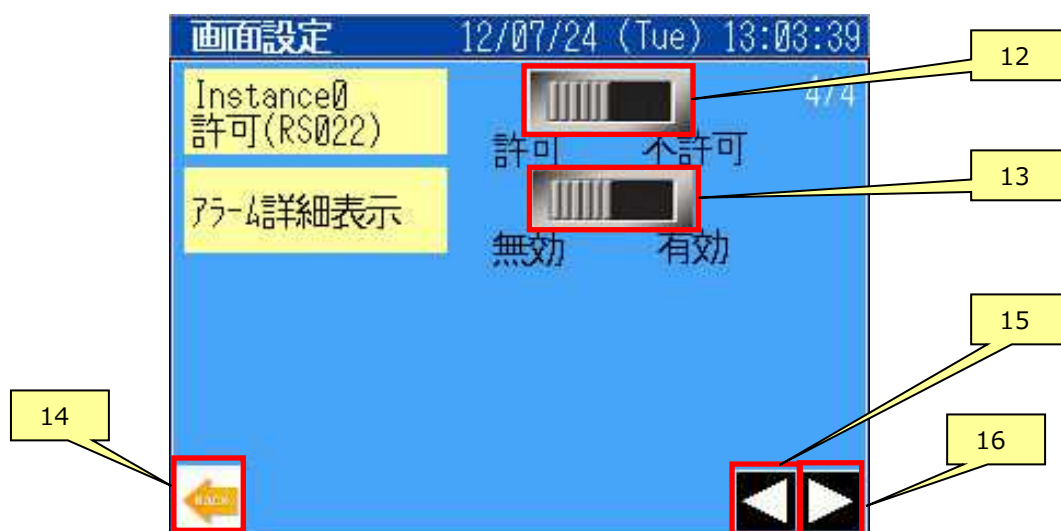 画面設定 12/07/24 (Tue) 13:03:39
12
4/4
Instance0
許可(RS022)
許可 不許可
13
ｱﾗｰﾑ詳細表示
無効 有効
15
14
16
BACK